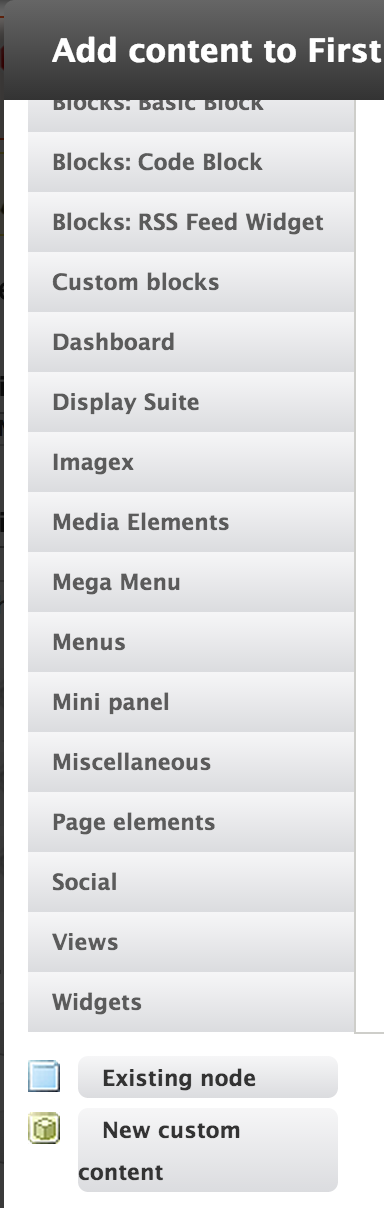 Add content to First
Blocks: Basic Block
Blocks: Code Block
Blocks: RSS Feed Widget
Custom blocks
Dashboard
Display Suite
Imagex
Media Elements
Mega Menu
Menus
Mini panel
Miscellaneous
Page elements
Social
Views
Widgets
Existing node
New custom
content